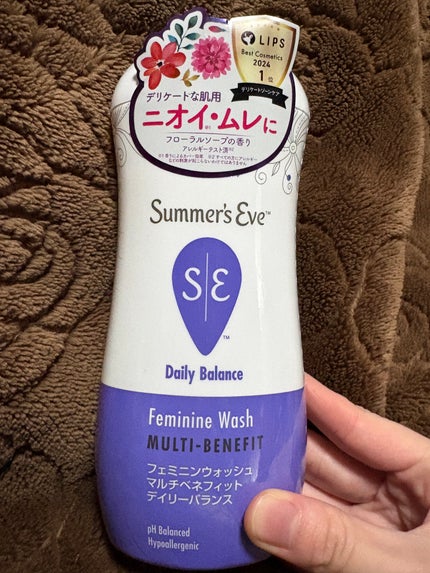 Summer's Eve
LIPS
Best Cosmetics
2024
1位
デリケートゾーンケア
デリケートな肌用
ニオイ・ムレに
フローラルソープの香り
アレルギーテスト済※2
Summer's Eve™
S|E™
Daily Balance
Feminine Wash
MULTI-BENEFIT
フェミニンウォッシュ
マルチベネフィット
デイリーバランス
pH Balanced
Hypoallergenic